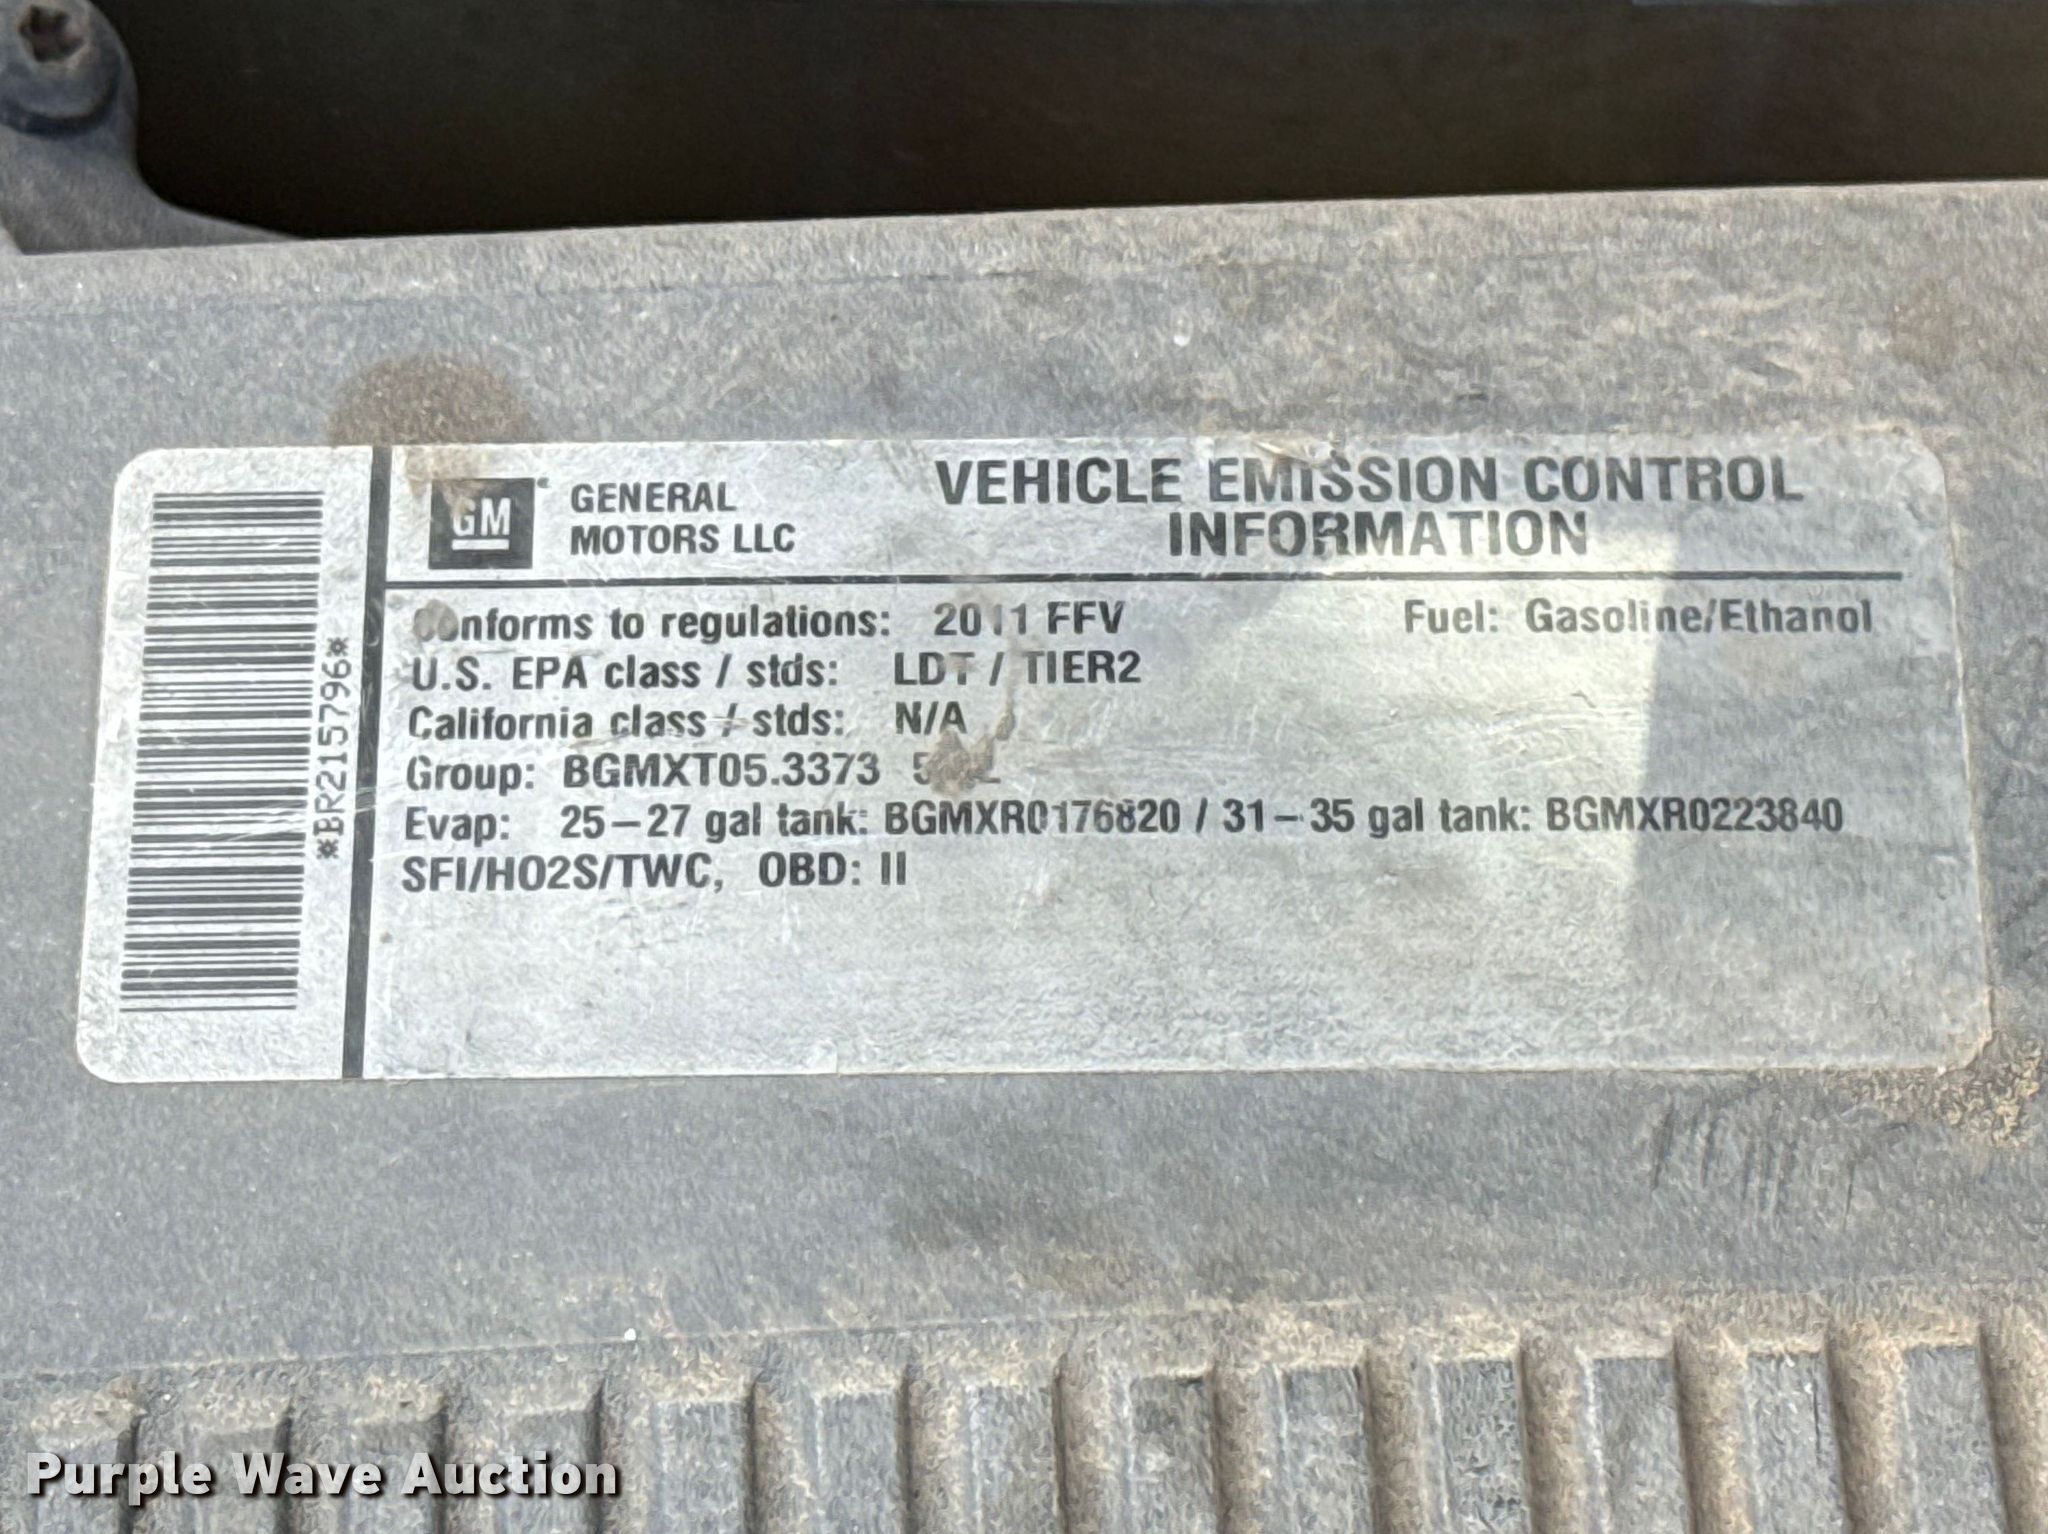 *BR215796*
GM
GENERAL
MOTORS LLC
VEHICLE EMISSION CONTROL
INFORMATION
Conforms to regulations: 2011 FFV
Fuel: Gasoline/Ethanol
U.S. EPA class / stds: LDT / TIER2
California class / stds: N/A
Group: BGMXT05.3373
Evap: 25-27 gal tank: BGMXR0176820 / 31-35 gal tank: BGMXR0223840
SFI/HO2S/TWC, OBD: II
Purple Wave Auction